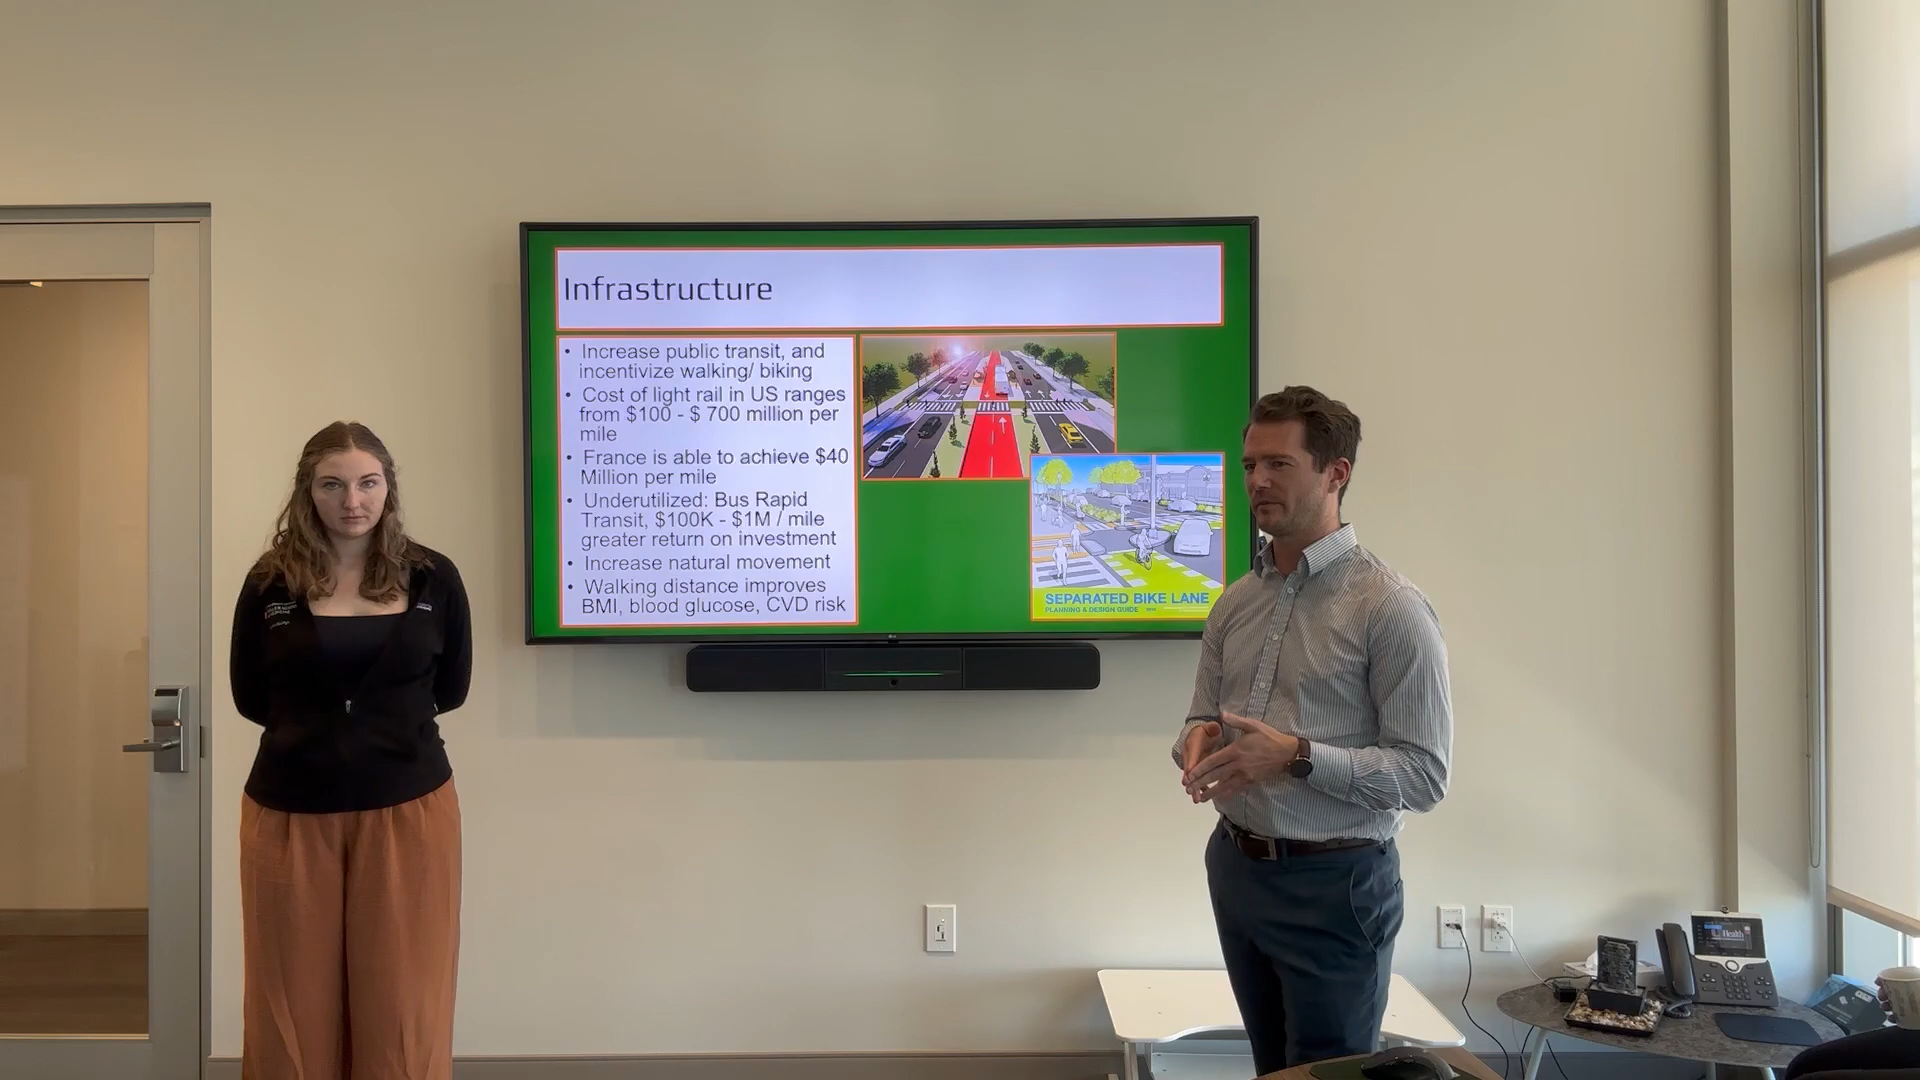 Infrastructure
• Increase public transit, and
incentivize walking/ biking
• Cost of light rail in US ranges
from $100 - $ 700 million per
mile
• France is able to achieve $40
Million per mile
• Underutilized: Bus Rapid
Transit, $100K - $1M / mile
greater return on investment
• Increase natural movement
• Walking distance improves
BMI, blood glucose, CVD risk
SEPARATED BIKE LANE
PLANNING & DESIGN GUIDE
LG
Health